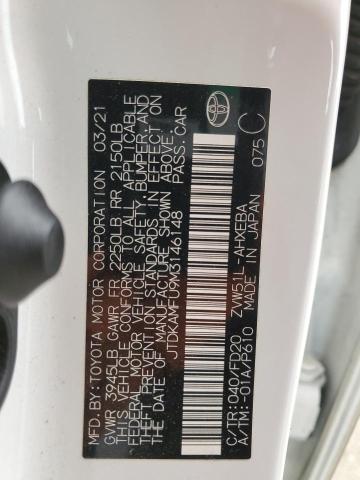 MFD.BY: TOYOTA MOTOR CORPORATION 03/21
GVWR 3945LB GAWR FR 2250LB RR 2150LB
THIS VEHICLE CONFORMS TO ALL APPLICABLE
FEDERAL MOTOR VEHICLE SAFETY, BUMPER, AND
THEFT PREVENTION STANDARDS IN EFFECT ON
THE DATE OF MANUFACTURE SHOWN ABOVE.
JTDKAMFU9M3146148 PASS.CAR
C/TR: 040/FD20 ZVW51L-AHXEBA
A/TM: -01A/P610 MADE IN JAPAN
075
C